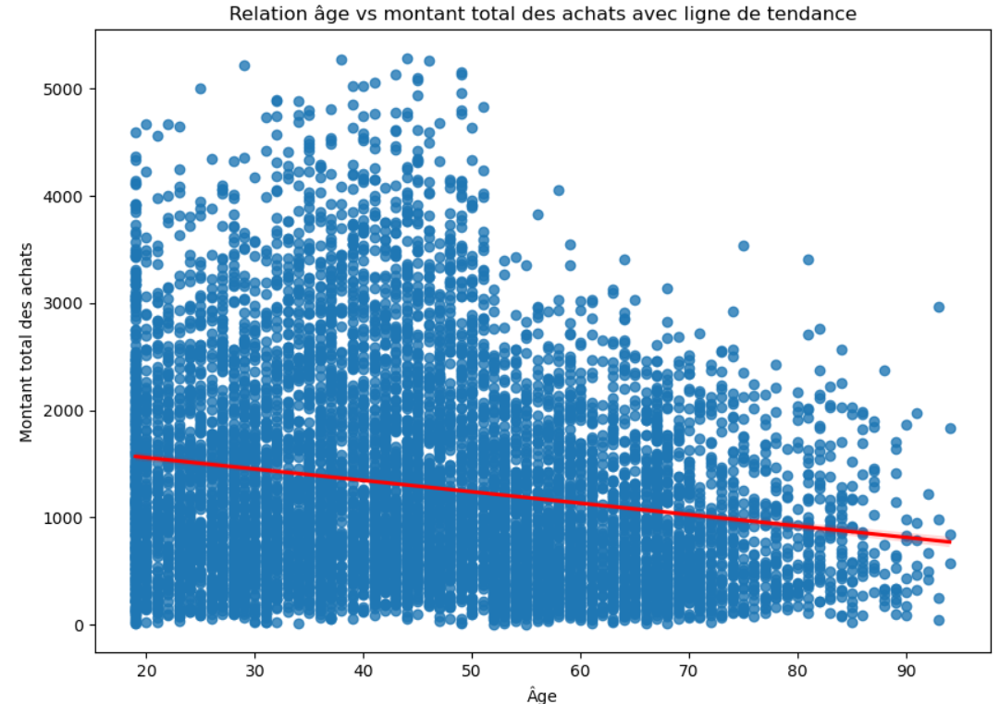 Relation âge vs montant total des achats avec ligne de tendance
Montant total des achats
5000
4000
3000
2000
1000
0
20 30 40 50 60 70 80 90
Âge